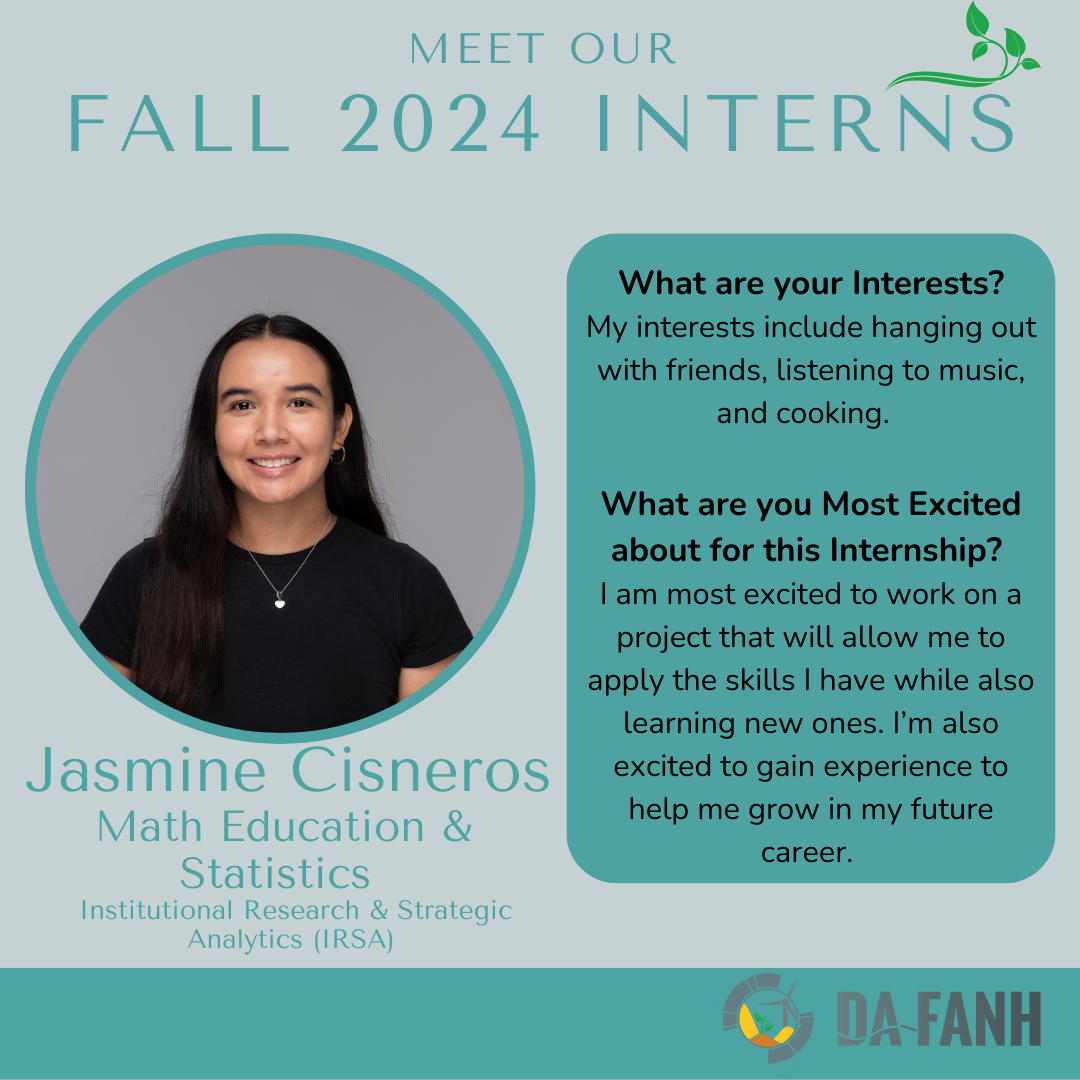 MEET OUR
FALL 2024 INTERNS
Jasmine Cisneros
Math Education &
Statistics
Institutional Research & Strategic
Analytics (IRSA)
What are your Interests?
My interests include hanging out
with friends, listening to music,
and cooking.
What are you Most Excited
about for this Internship?
I am most excited to work on a
project that will allow me to
apply the skills I have while also
learning new ones. I’m also
excited to gain experience to
help me grow in my future
career.
DA-FANH